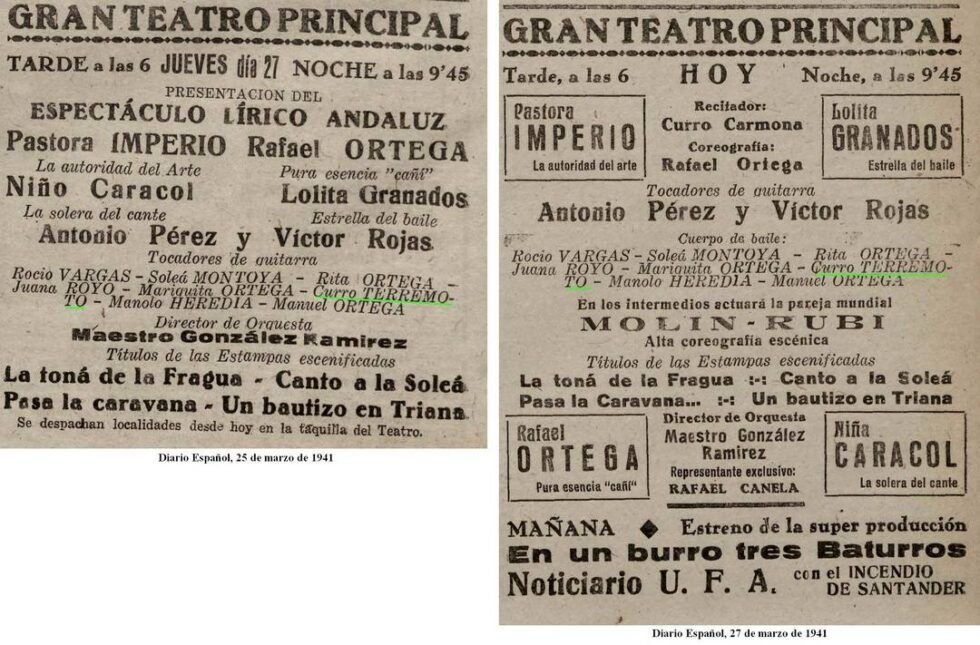 GRAN TEATRO PRINCIPAL
TARDE a las 6 JUEVES día 27 NOCHE a las 9'45
PRESENTACION DEL
ESPECTÁCULO LÍRICO ANDALUZ
Pastora IMPERIO Rafael ORTEGA
La autoridad del Arte Pura esencia "cañí"
Niño Caracol Lolita Granados
La solera del cante Estrella del baile
Antonio Pérez y Víctor Rojas
Tocadores de guitarra
Rocio VARGAS - Soleá MONTOYA - Rita ORTEGA -
Juana ROYO - Mariquita ORTEGA - Curro TERREMO-
TO - Manolo HEREDIA - Manuel ORTEGA
Director de Orquesta
Maestro González Ramirez
Títulos de las Estampas escenificadas
La toná de la Fragua - Canto a la Soleá
Pasa la caravana - Un bautizo en Triana
Se despachan localidades desde hoy en la taquilla del Teatro.
Diario Español, 25 de marzo de 1941
GRAN TEATRO PRINCIPAL
Tarde, a las 6 HOY Noche, a las 9'45
Pastora
IMPERIO
La autoridad del arte
Recitador:
Curro Carmona
Coreografía:
Rafael Ortega
Lolita
GRANADOS
Estrella del baile
Tocadores de guitarra
Antonio Pérez y Víctor Rojas
Cuerpo de baile:
Rocio VARGAS - Soleá MONTOYA - Rita ORTEGA -
Juana ROYO - Mariquita ORTEGA - Curro TERREMO-
TO - Manolo HEREDIA - Manuel ORTEGA
En los intermedios actuará la pareja mundial
MOLIN-RUBI
Alta coreografía escénica
Títulos de las Estampas escenificadas
La toná de la Fragua :-: Canto a la Soleá
Pasa la Caravana... :-: Un bautizo en Triana
Rafael
ORTEGA
Pura esencia "cañí"
Director de Orquesta
Maestro González
Ramirez
Representante exclusivo:
RAFAEL CANELA
Niña
CARACOL
La solera del cante
MAÑANA ◆ Estreno de la super producción
En un burro tres Baturros
Noticiario U. F. A. con el INCENDIO
DE SANTANDER
Diario Español, 27 de marzo de 1941